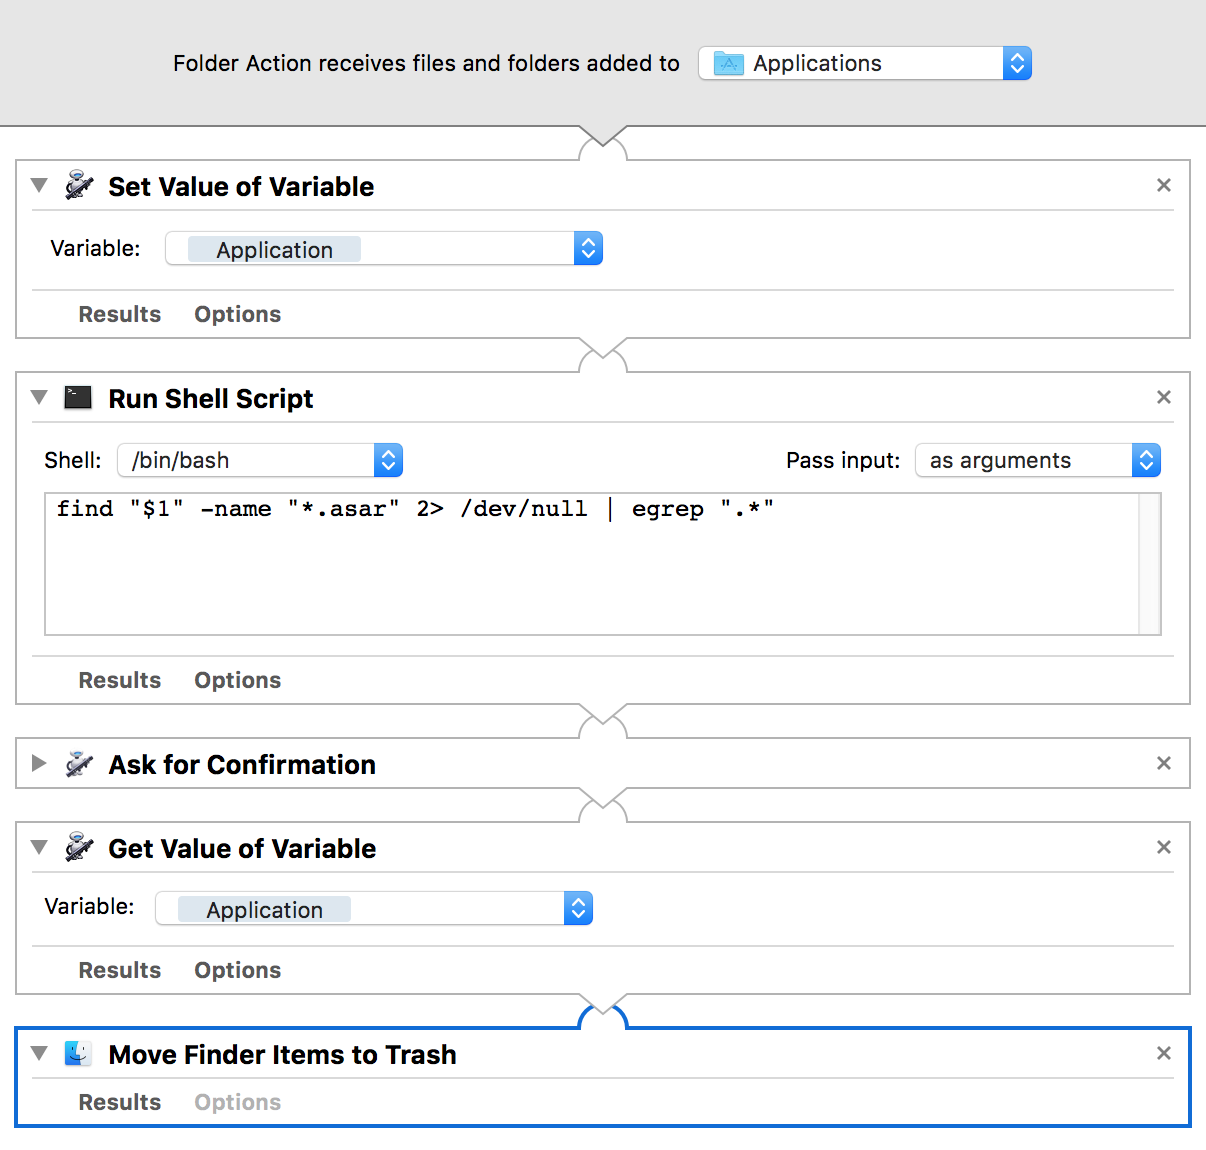 Folder Action receives files and folders added to Applications
Set Value of Variable
Variable: Application
Results Options
Run Shell Script
Shell: /bin/bash Pass input: as arguments
find "$1" -name "*.asar" 2> /dev/null | egrep ".*"
Results Options
Ask for Confirmation
Get Value of Variable
Variable: Application
Results Options
Move Finder Items to Trash
Results Options